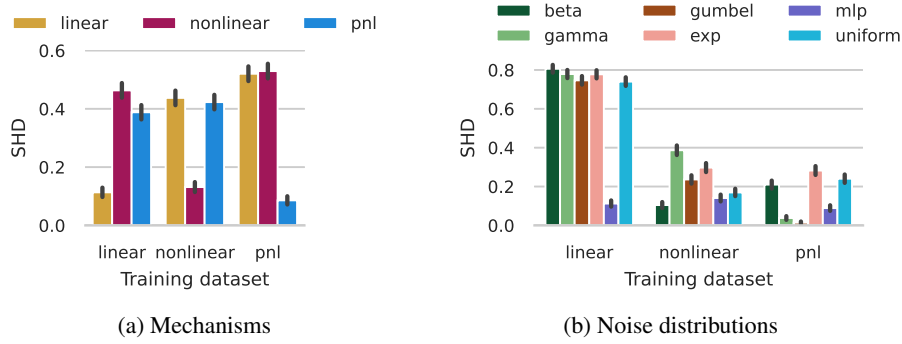 linear nonlinear pnl
0.6
0.4
0.2
0.0
SHD
linear nonlinear pnl
Training dataset
(a) Mechanisms
beta gumbel mlp
gamma exp uniform
0.8
0.6
0.4
0.2
0.0
SHD
linear nonlinear pnl
Training dataset
(b) Noise distributions